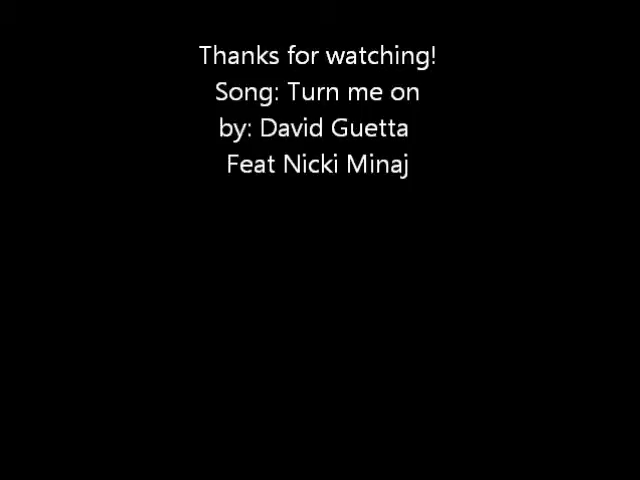 Thanks for watching!
Song: Turn me on
by: David Guetta
Feat Nicki Minaj